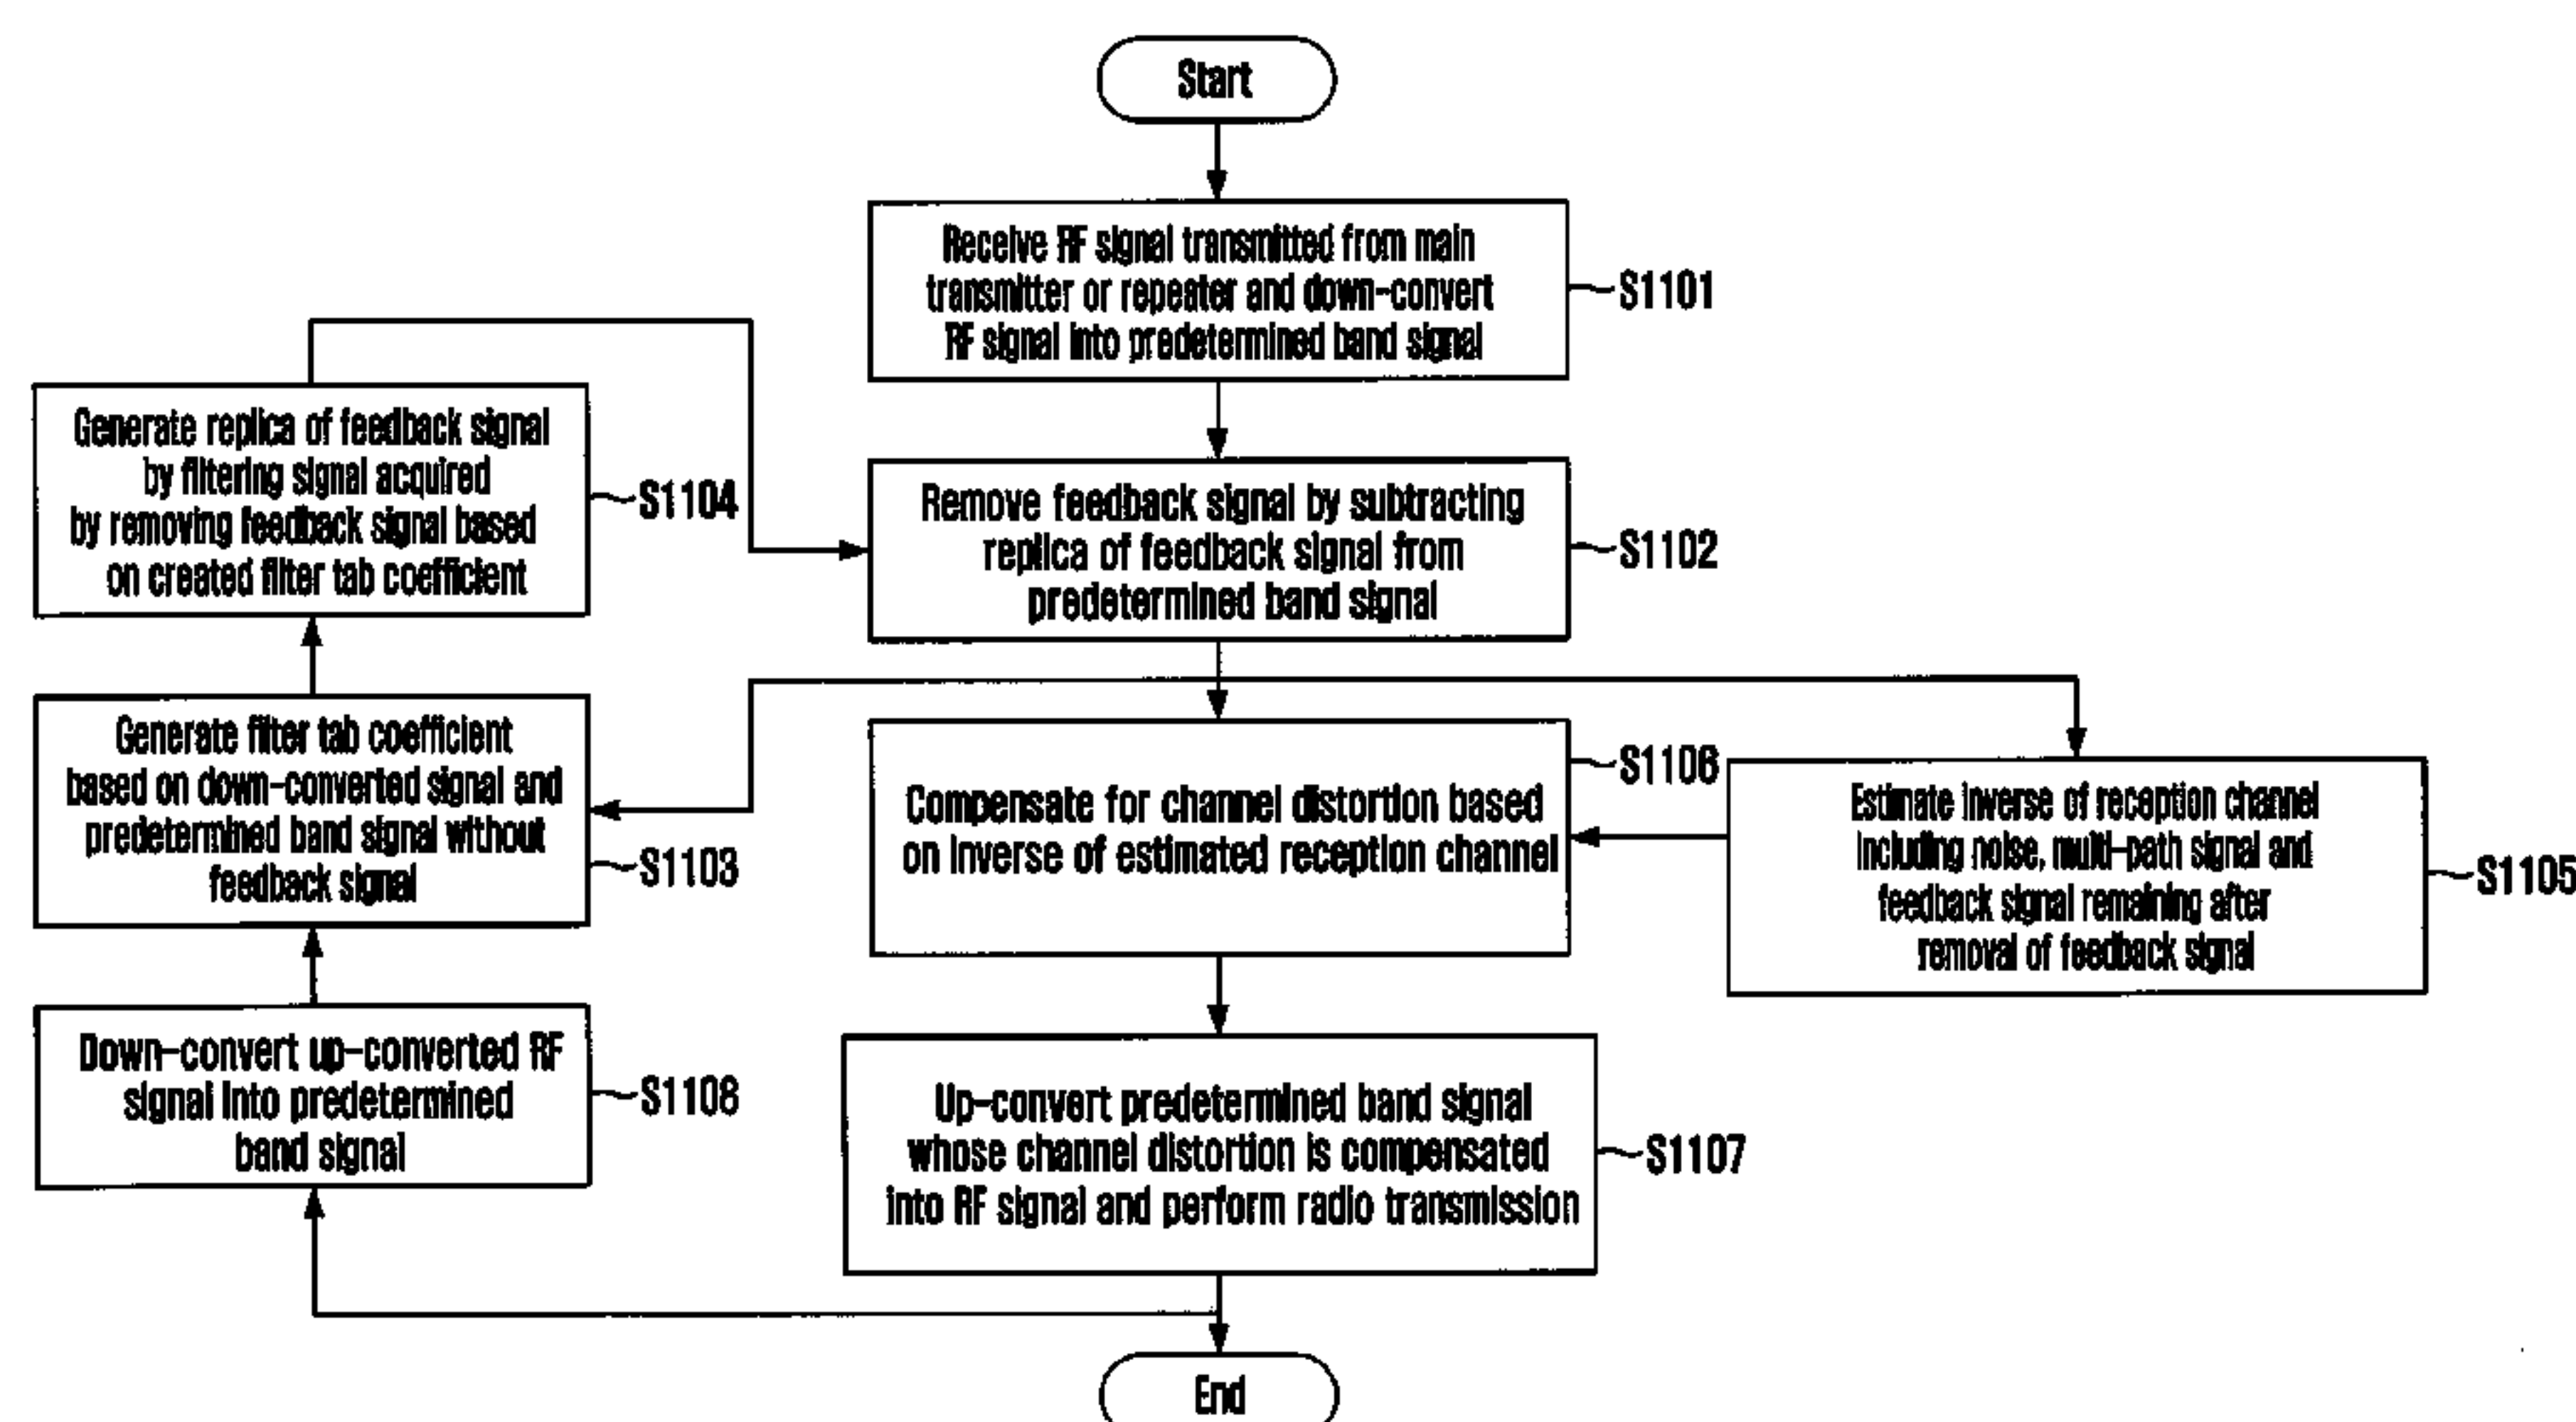 Start
Receive RF signal transmitted from main
transmitter or repeater and down-convert
RF signal into predetermined band signal
S1101
Generate replica of feedback signal
by filtering signal acquired
by removing feedback signal based
on created filter tab coefficient
S1104
Remove feedback signal by subtracting
replica of feedback signal from
predetermined band signal
S1102
Generate filter tab coefficient
based on down-converted signal and
predetermined band signal without
feedback signal
S1103
Compensate for channel distortion based
on inverse of estimated reception channel
S1106
Estimate inverse of reception channel
including noise, multi-path signal and
feedback signal remaining after
removal of feedback signal
S1105
Down-convert up-converted RF
signal into predetermined
band signal
S1108
Up-convert predetermined band signal
whose channel distortion is compensated
into RF signal and perform radio transmission
S1107
End